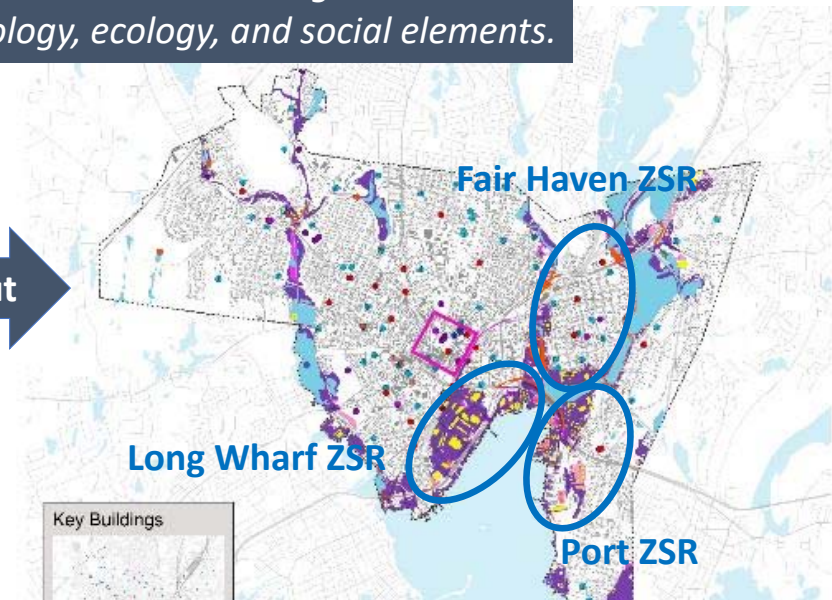 ology, ecology, and social elements.
Fair Haven ZSR
Long Wharf ZSR
Key Buildings
Port ZSR